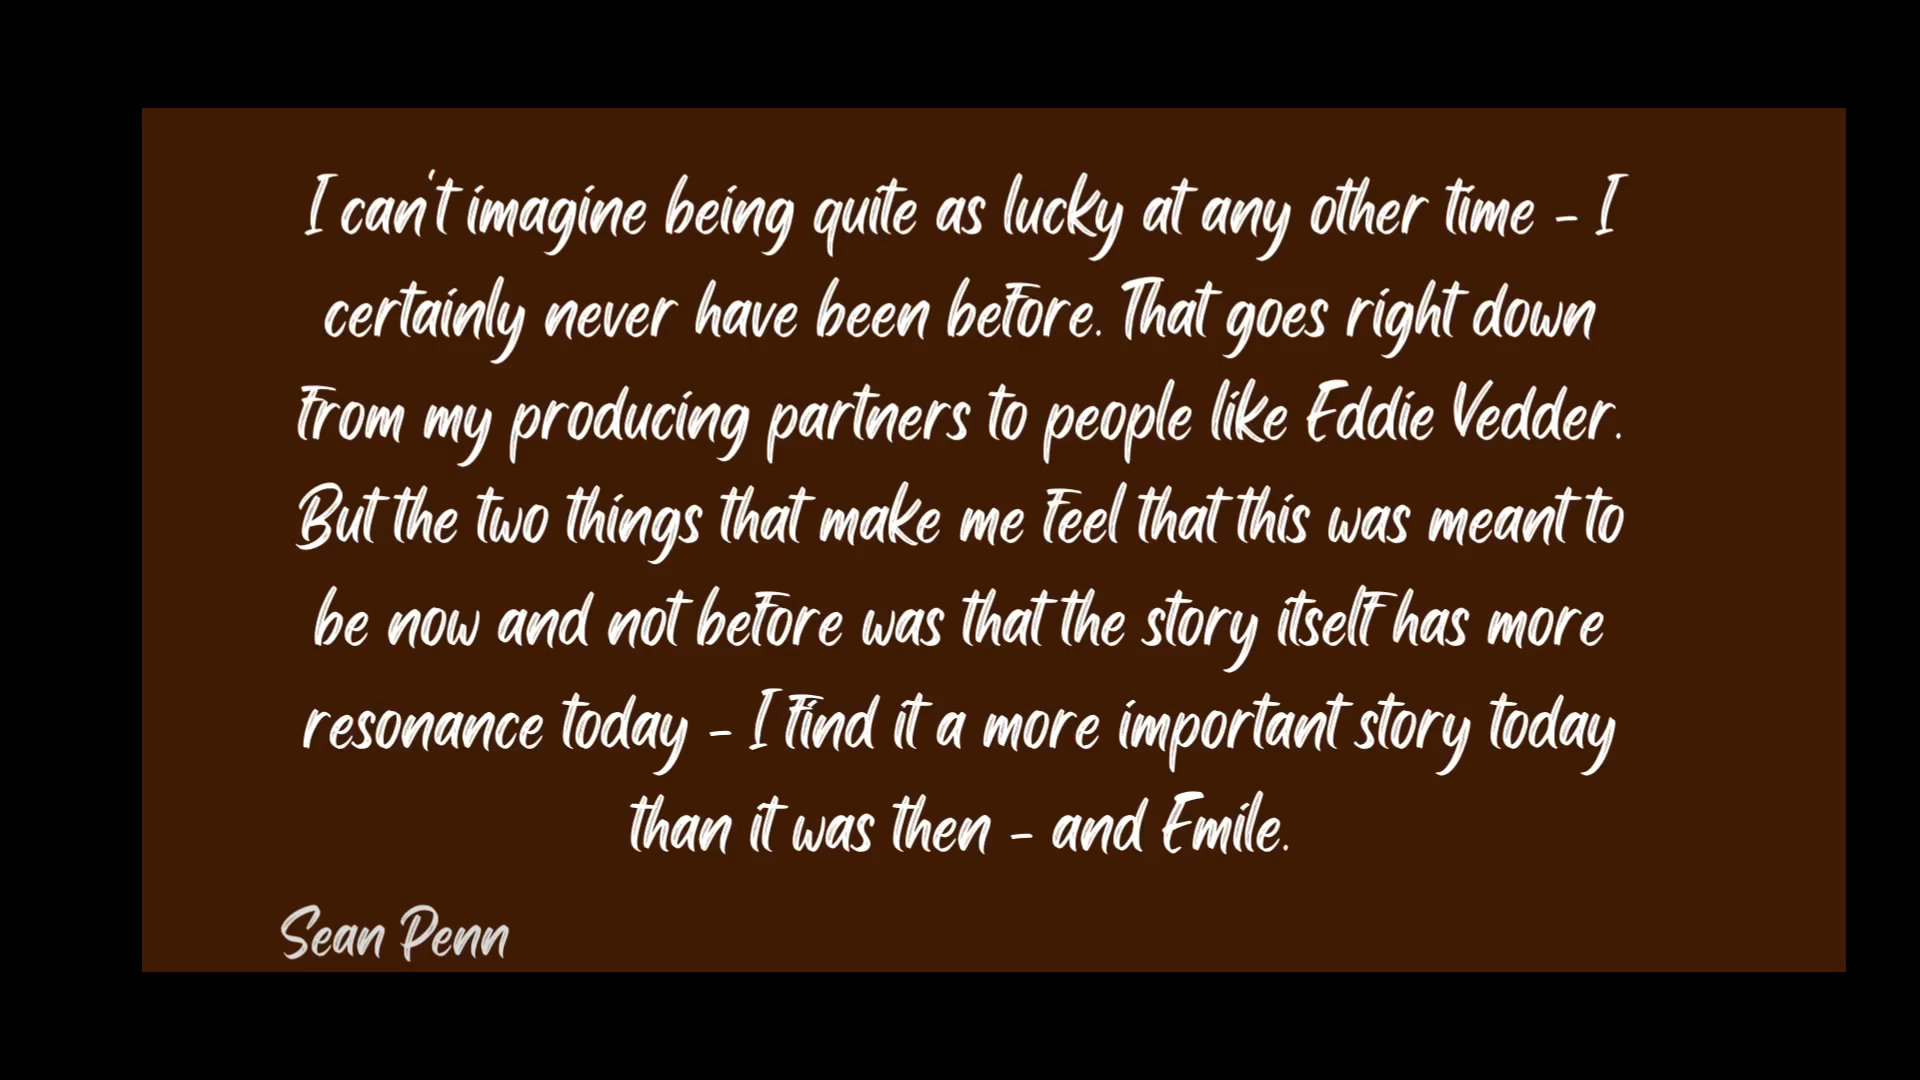 I can't imagine being quite as lucky at any other time - I
certainly never have been before. That goes right down
from my producing partners to people like Eddie Vedder.
But the two things that make me feel that this was meant to
be now and not before was that the story itself has more
resonance today - I find it a more important story today
than it was then - and Emile.
Sean Penn